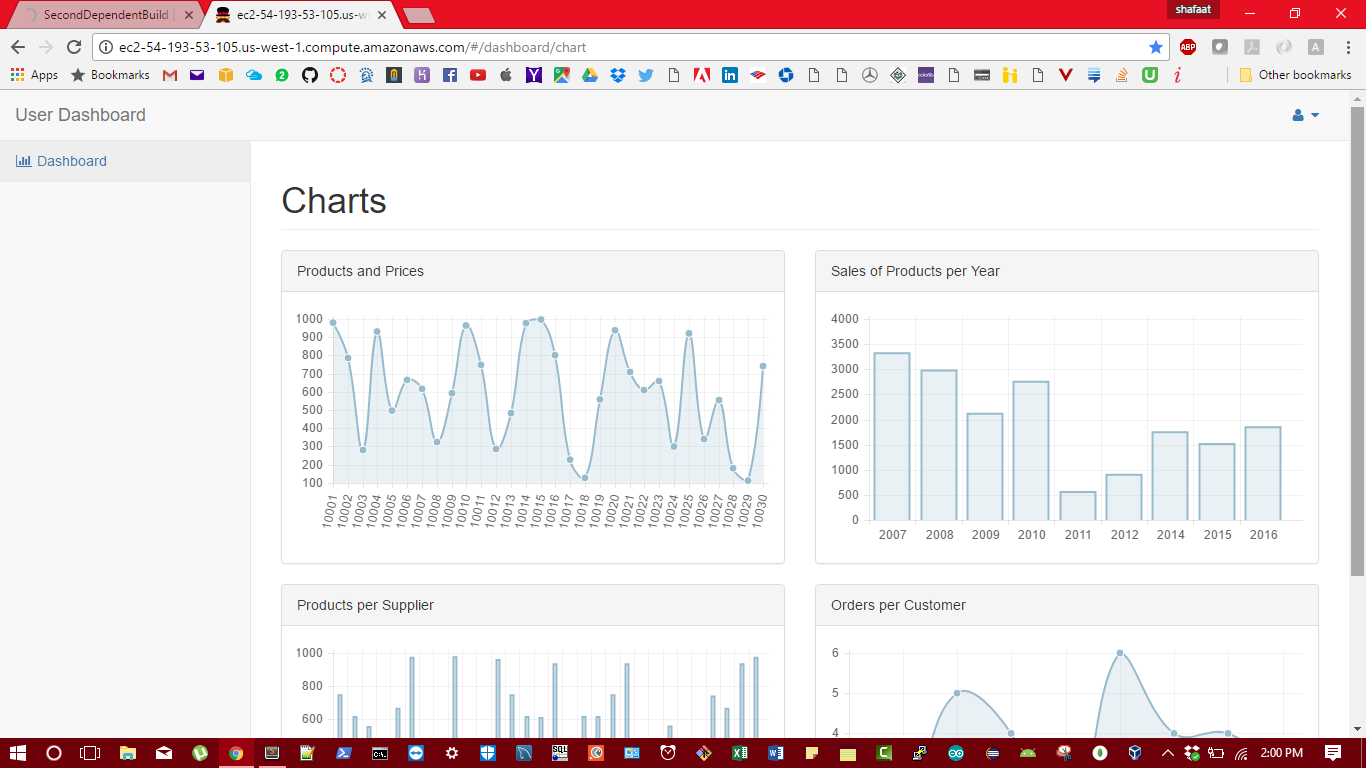 shafaat
SecondDependentBuild
ec2-54-193-53-105.us-w
ec2-54-193-53-105.us-west-1.compute.amazonaws.com/#/dashboard/chart
ABP
A
Apps
Bookmarks
Other bookmarks
User Dashboard
Dashboard
Charts
Products and Prices
1000
900
800
700
600
500
400
300
200
100
10001 10002 10003 10004 10005 10006 10007 10008 10009 10010 10011 10012 10013 10014 10015 10016 10017 10018 10019 10020 10021 10022 10023 10024 10025 10026 10027 10028 10029 10030
Sales of Products per Year
4000
3500
3000
2500
2000
1500
1000
500
0
2007 2008 2009 2010 2011 2012 2014 2015 2016
Products per Supplier
1000
800
600
Orders per Customer
6
5
4
2:00 PM